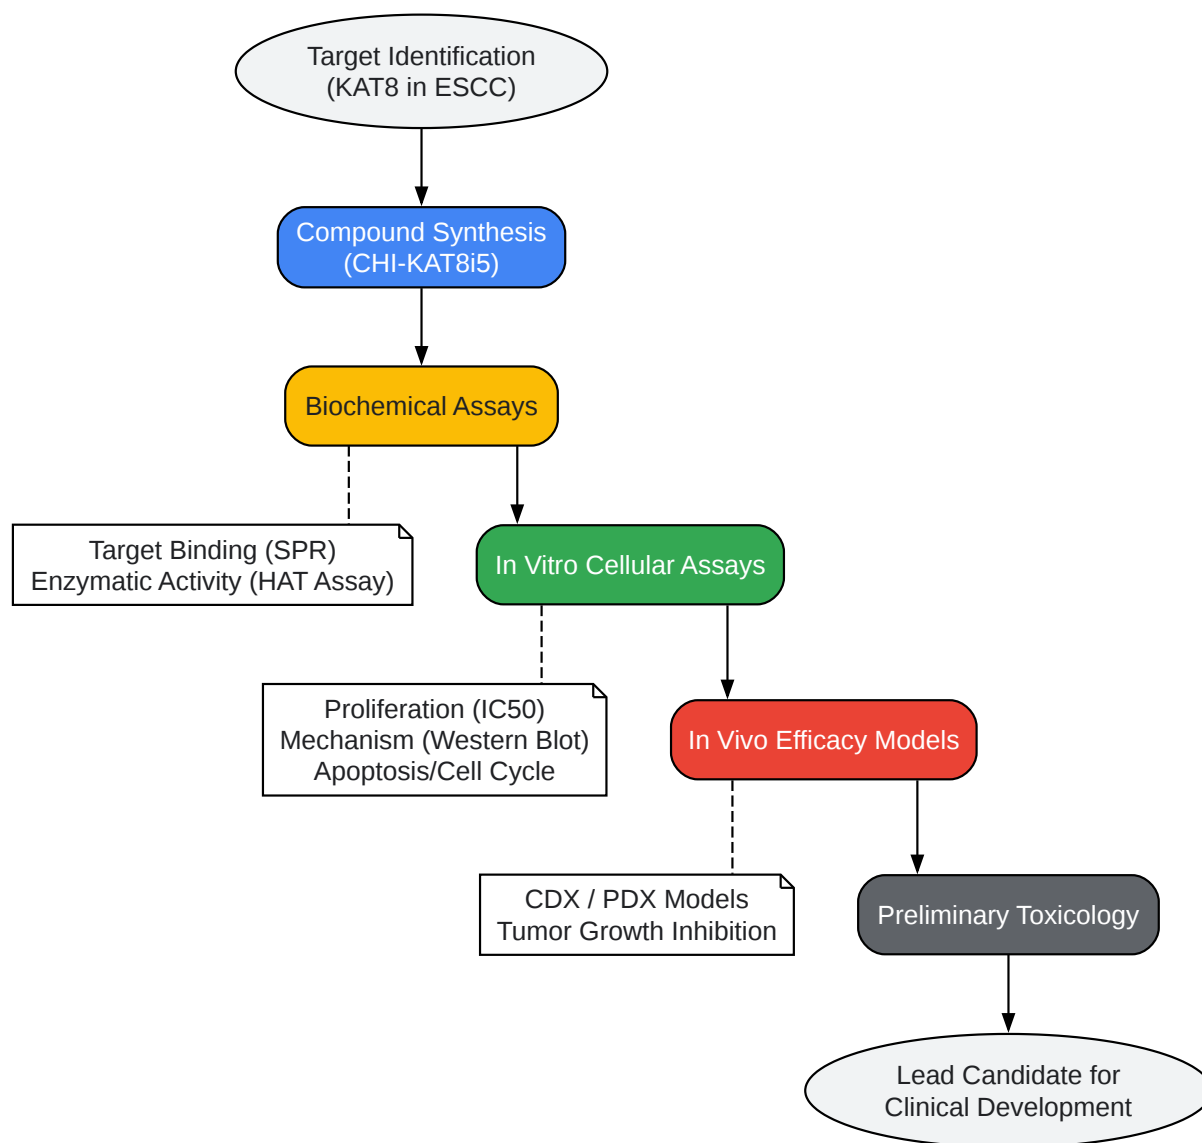 Target Identification
(KAT8 in ESCC)
Compound Synthesis
(CHI-KAT8i5)
Biochemical Assays
Target Binding (SPR)
Enzymatic Activity (HAT Assay)
In Vitro Cellular Assays
Proliferation (IC50)
Mechanism (Western Blot)
Apoptosis/Cell Cycle
In Vivo Efficacy Models
CDX / PDX Models
Tumor Growth Inhibition
Preliminary Toxicology
Lead Candidate for
Clinical Development